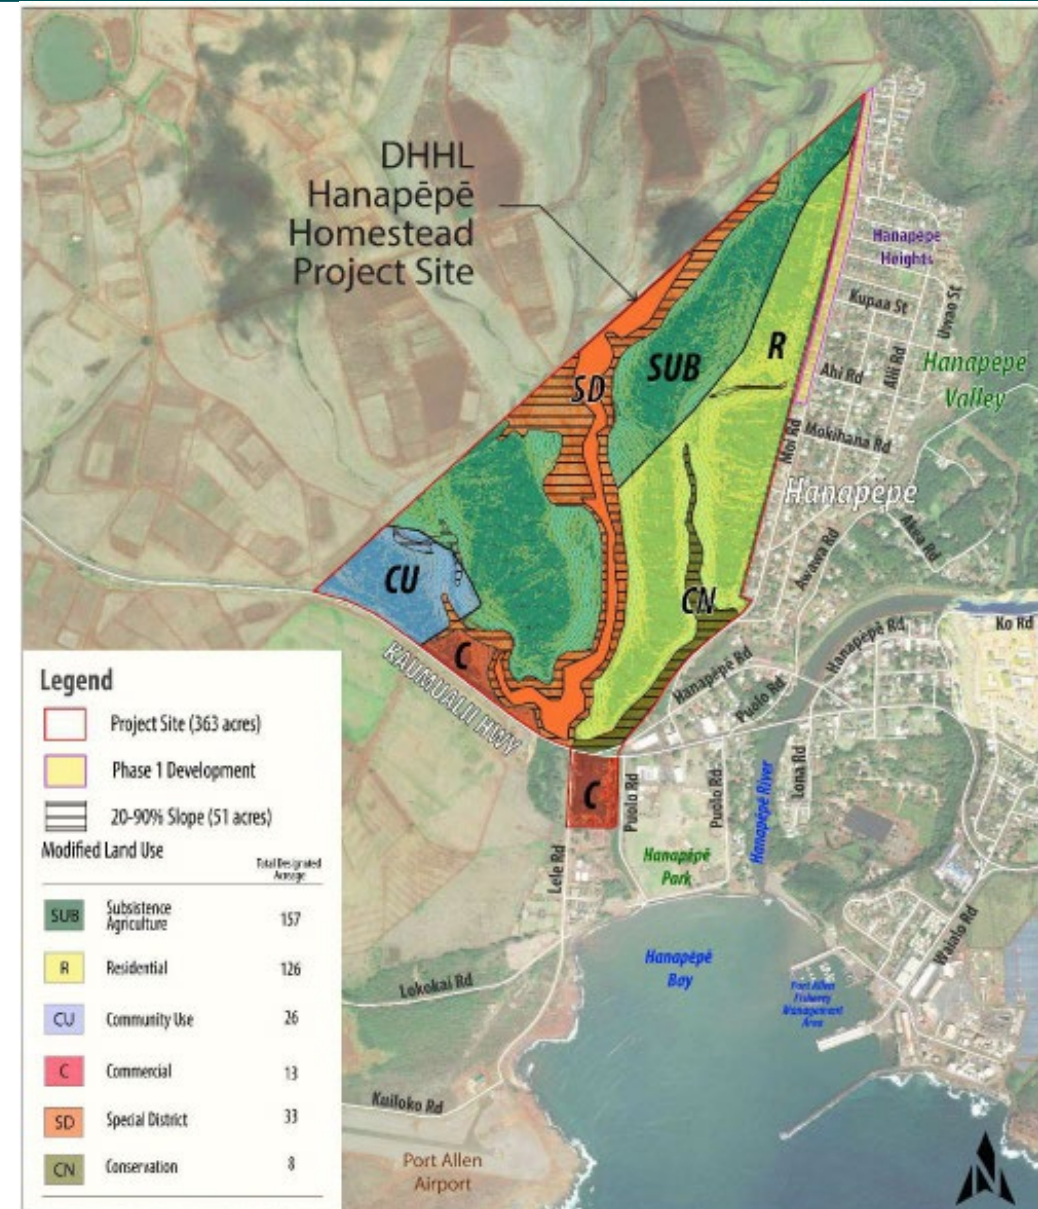 DHHL
Hanapēpē
Homestead
Project Site
Hanapepe
Heights
Kupaa St
Uwao St
Hanapepe
Valley
Ahi Rd
Alii Rd
Moi Rd
Mokihana Rd
Hanapepe
Awawa Rd
Akea Rd
SUB
R
SD
CU
CN
C
C
KAUMUALII HWY
Hanapēpē Rd
Puolo Rd
Hanapēpē Rd
Ko Rd
Puolo Rd
Puolo Rd
Lona Rd
Hanapēpē River
Lele Rd
Hanapēpē
Park
Waialo Rd
Hanapēpē
Bay
Port Allen
Fishery
Management
Area
Lokokai Rd
Kuiloko Rd
Port Allen
Airport
Legend
Project Site (363 acres)
Phase 1 Development
20-90% Slope (51 acres)
Modified Land Use
Total Designated
Acreage
SUB Subsistence
Agriculture 157
R Residential 126
CU Community Use 26
C Commercial 13
SD Special District 33
CN Conservation 8